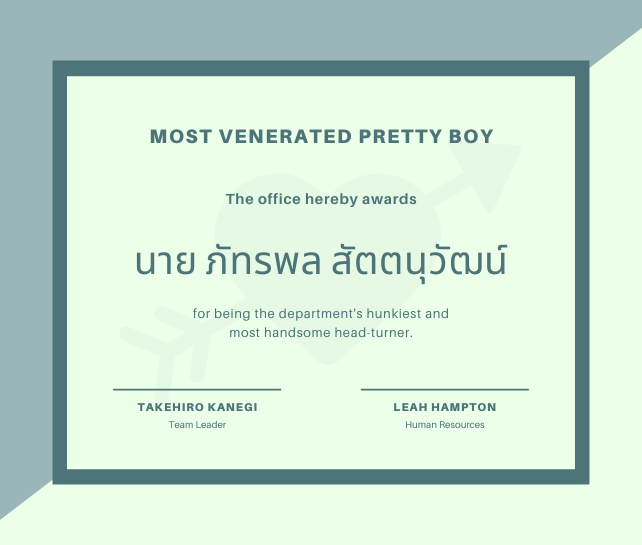 MOST VENERATED PRETTY BOY
The office hereby awards
นาย ภัทรพล สัตตนุวัฒน์
for being the department's hunkiest and
most handsome head-turner.
TAKEHIRO KANEGI
Team Leader
LEAH HAMPTON
Human Resources